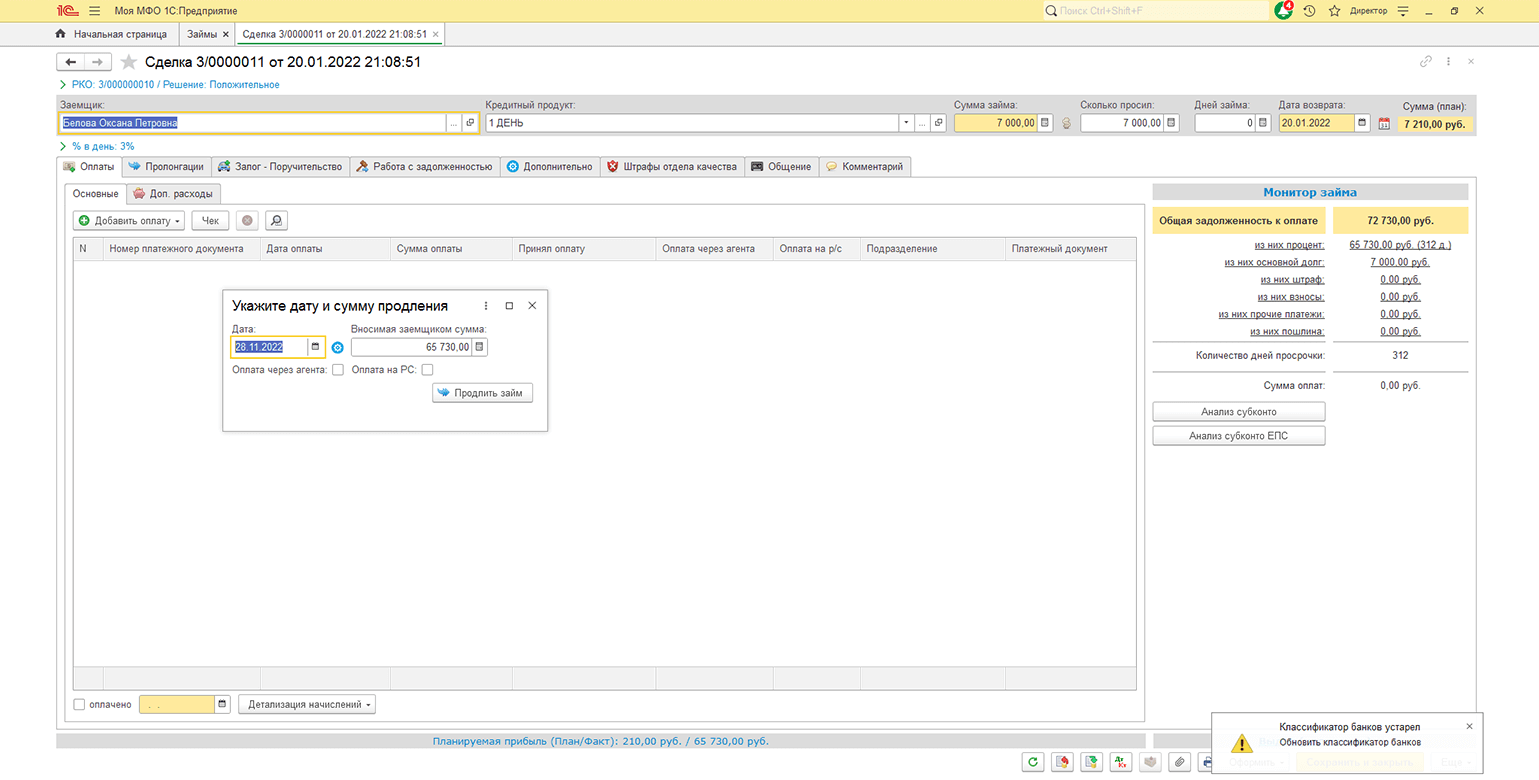 1С Моя МФО 1С:Предприятие Поиск Ctrl+Shift+F 4 Директор
Начальная страница Займы × Сделка 3/0000011 от 20.01.2022 21:08:51 ×
Сделка 3/0000011 от 20.01.2022 21:08:51
РКО: 3/000000010 / Решение: Положительное
Заемщик: Кредитный продукт: Сумма займа: Сколько просил: Дней займа: Дата возврата: Сумма (план):
Белова Оксана Петровна ... 1 ДЕНЬ ... 7 000,00 7 000,00 0 20.01.2022 7 210,00 руб.
% в день: 3%
Оплаты Пропонгации Залог - Поручительство Работа с задолженностью Дополнительно Штрафы отдела качества Общение Комментарий
Основные Доп. расходы
Монитор займа
Добавить оплату Чек
Общая задолженность к оплате 72 730,00 руб.
N Номер платежного документа Дата оплаты Сумма оплаты Принял оплату Оплата через агента Оплата на р/с Подразделение Платежный документ
из них процент: 65 730,00 руб. (312 д.)
из них основной долг: 7 000,00 руб.
из них штраф: 0,00 руб.
из них взносы: 0,00 руб.
из них прочие платежи: 0,00 руб.
из них пошлина: 0,00 руб.
Количество дней просрочки: 312
Сумма оплат: 0,00 руб.
Анализ субконто
Анализ субконто ЕПС
Укажите дату и сумму продления
Дата: Вносимая заемщиком сумма:
28.11.2022 65 730,00
Оплата через агента: Оплата на РС:
Продлить займ
оплачено . . Детализация начислений
Планируемая прибыль (План/Факт): 210,00 руб. / 65 730,00 руб.
Классификатор банков устарел
Обновить классификатор банков
Дт Кт
Оформить Сохранить и закрыть Еще